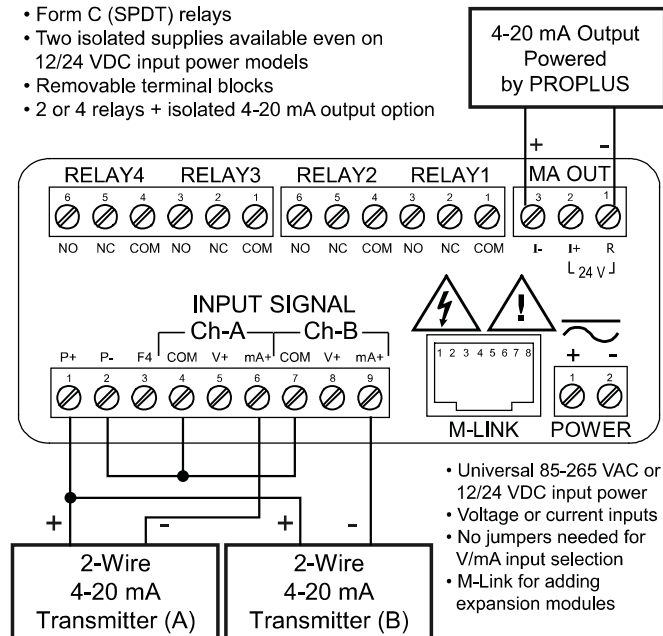 • Form C (SPDT) relays
• Two isolated supplies available even on
12/24 VDC input power models
• Removable terminal blocks
• 2 or 4 relays + isolated 4-20 mA output option
4-20 mA Output
Powered
by PROPLUS
+ -
RELAY4 RELAY3 RELAY2 RELAY1 MA OUT
6 5 4 3 2 1 6 5 4 3 2 1 3 2 1
NO NC COM NO NC COM NO NC COM NO NC COM I- I+ R
24 V
INPUT SIGNAL
Ch-A Ch-B
P+ P- F4 COM V+ mA+ COM V+ mA+
1 2 3 4 5 6 7 8 9
!
1 2 3 4 5 6 7 8
M-LINK
+ -
1 2
POWER
+ - + -
2-Wire
4-20 mA
Transmitter (A)
2-Wire
4-20 mA
Transmitter (B)
• Universal 85-265 VAC or
12/24 VDC input power
• Voltage or current inputs
• No jumpers needed for
V/mA input selection
• M-Link for adding
expansion modules